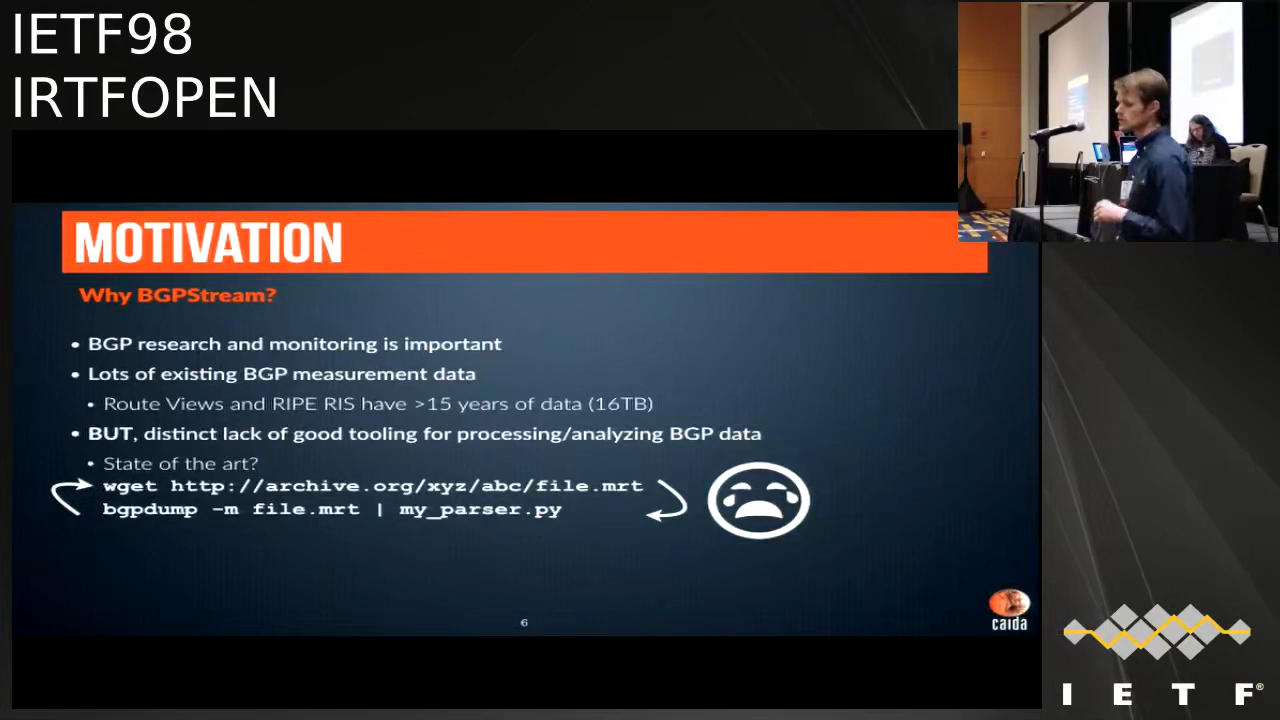 IETF98
IRTFOPEN
MOTIVATION
Why BGPStream?
• BGP research and monitoring is important
• Lots of existing BGP measurement data
• Route Views and RIPE RIS have >15 years of data (16TB)
• BUT, distinct lack of good tooling for processing/analyzing BGP data
• State of the art?
wget http://archive.org/xyz/abc/file.mrt
bgpdump -m file.mrt | my_parser.py
6
caida
I E T F®